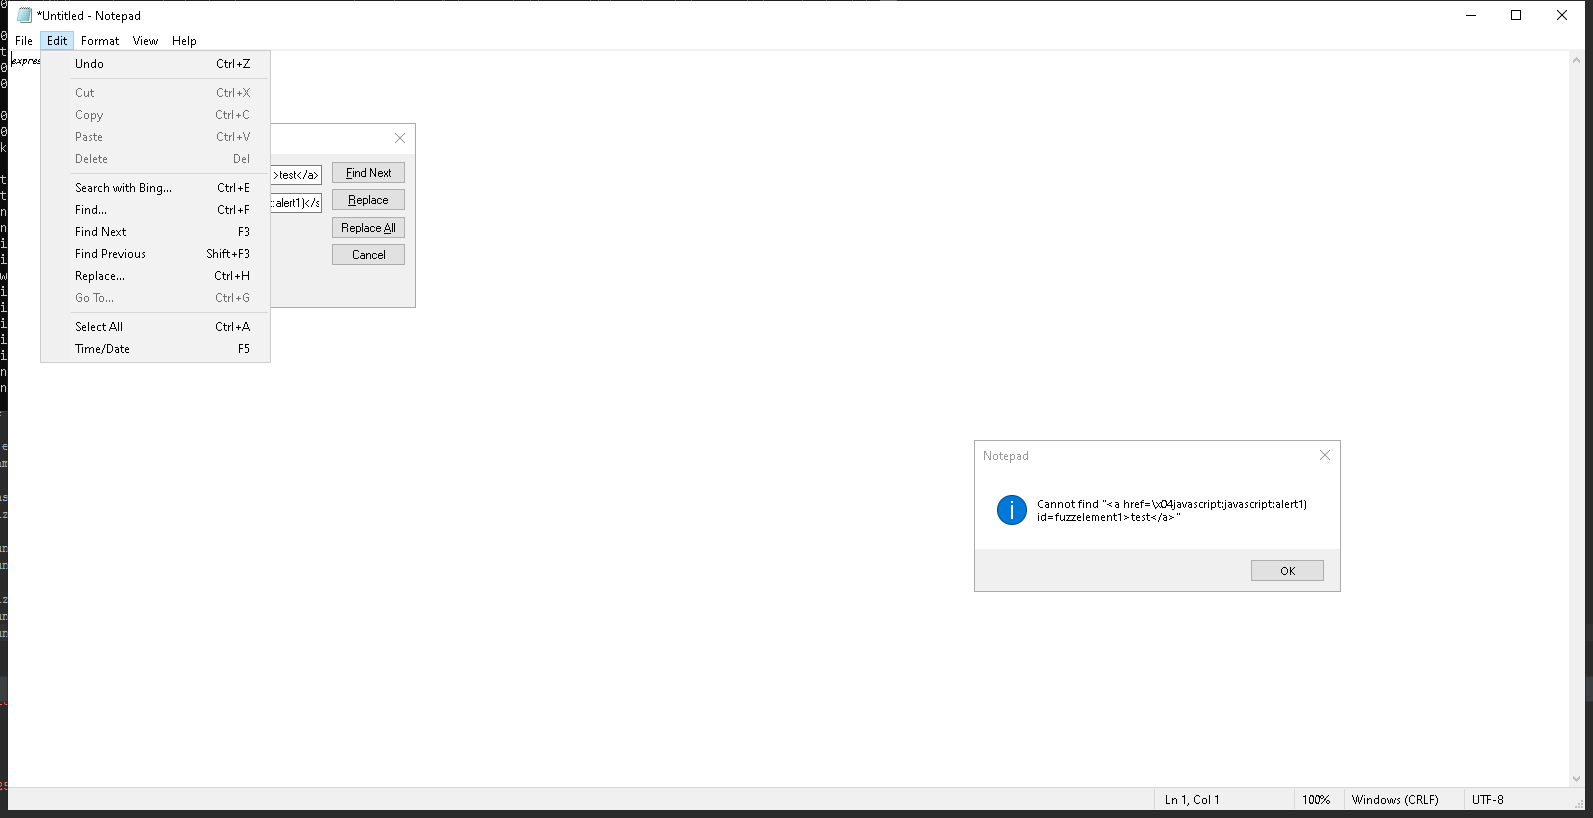 *Untitled - Notepad
File Edit Format View Help
expres
Undo Ctrl+Z
Cut Ctrl+X
Copy Ctrl+C
Paste Ctrl+V
Delete Del
Search with Bing... Ctrl+E
Find... Ctrl+F
Find Next F3
Find Previous Shift+F3
Replace... Ctrl+H
Go To... Ctrl+G
Select All Ctrl+A
Time/Date F5
>test</a> Find Next
:alert1)</s Replace
Replace All
Cancel
Notepad
Cannot find "<a href=\x04javascript:javascript:alert1)
id=fuzzelement1>test</a>"
OK
Ln 1, Col 1 100% Windows (CRLF) UTF-8